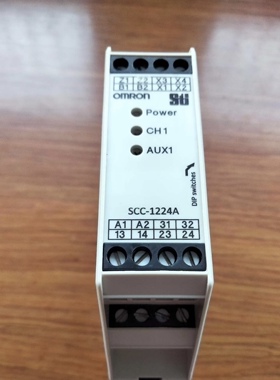 Z1 Z2 X3 X4
B1 B2 X1 X2
OMRON STI
Power
CH1
AUX1
DIP switches
SCC-1224A
A1 A2 31 32
13 14 23 24